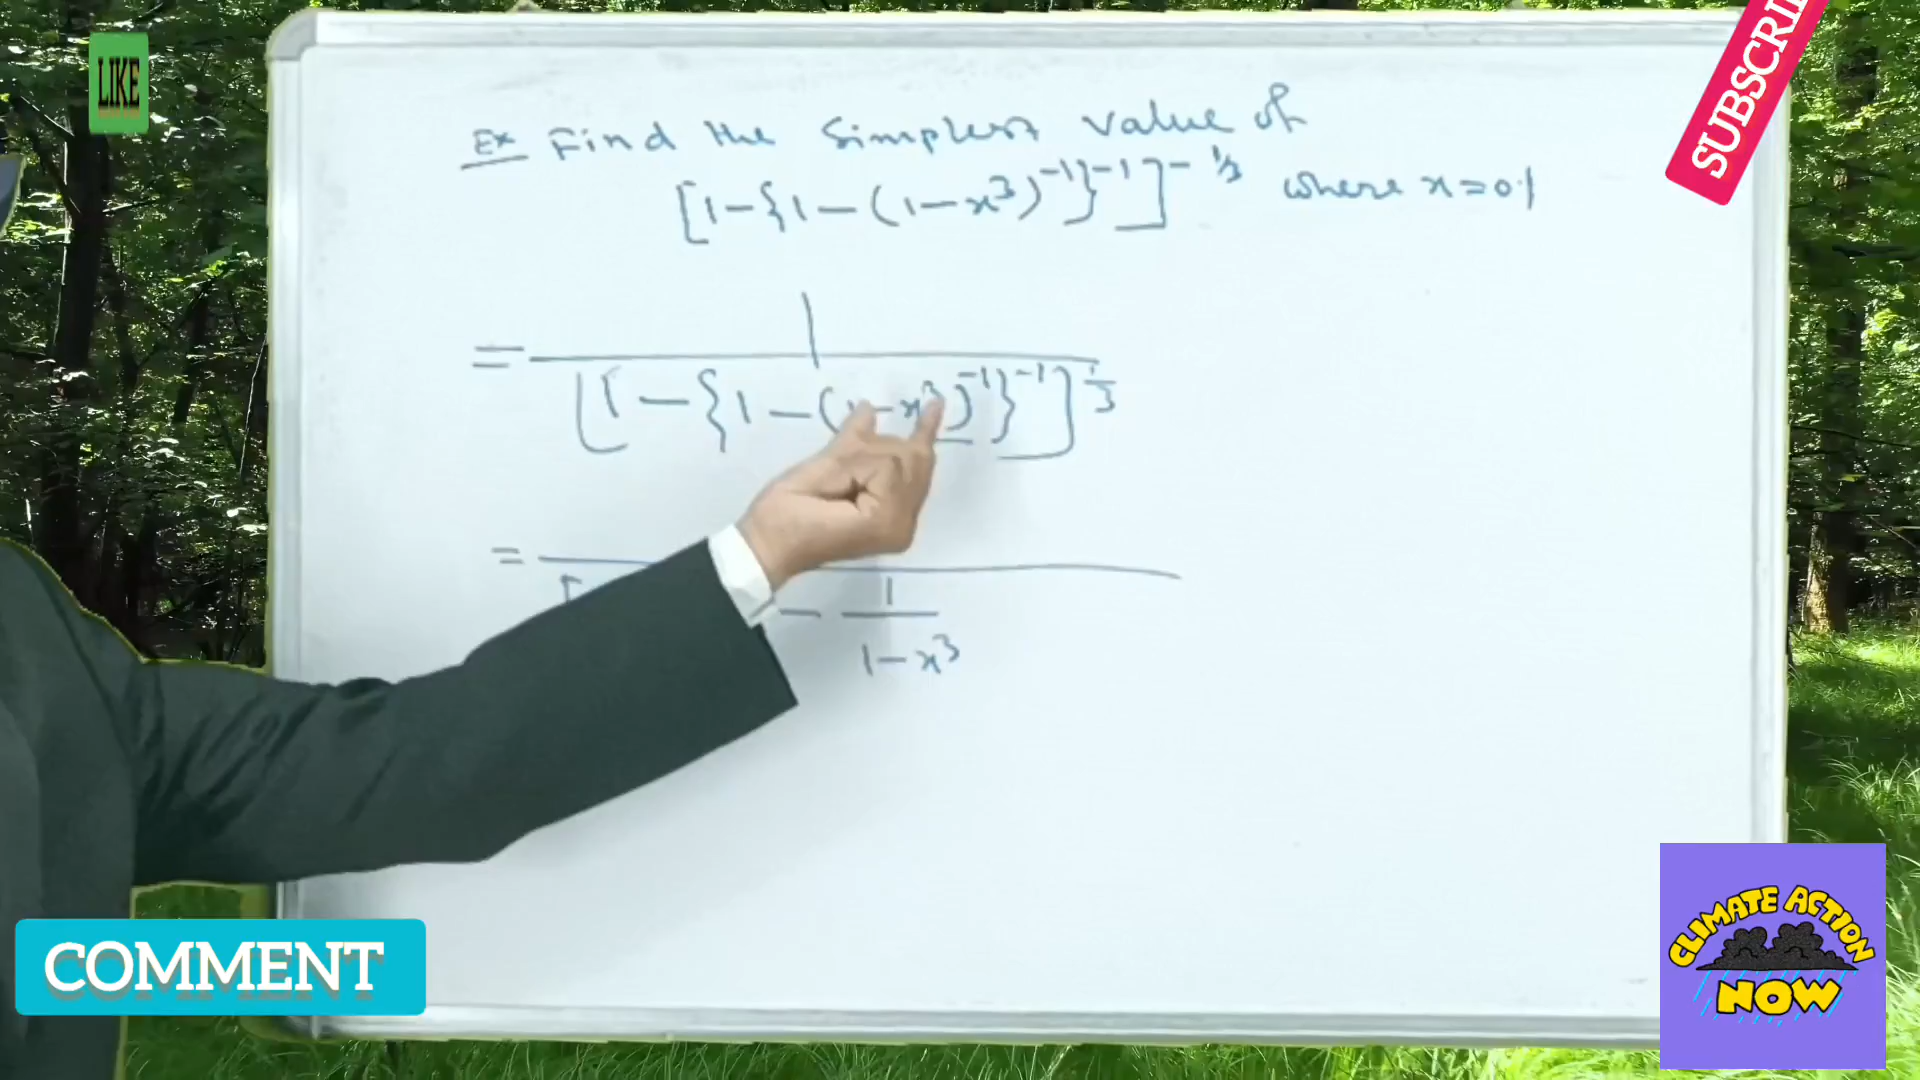 LIKE
SUBSCRI
Ex Find the Simplest value of
[1-{1-(1-x³)⁻¹}⁻¹]^-1/3 where x=0.1
1
= [1-{1-(1-x³)⁻¹}⁻¹]^1/3
= [ - 1
1-x³
COMMENT
CLIMATE ACTION
NOW